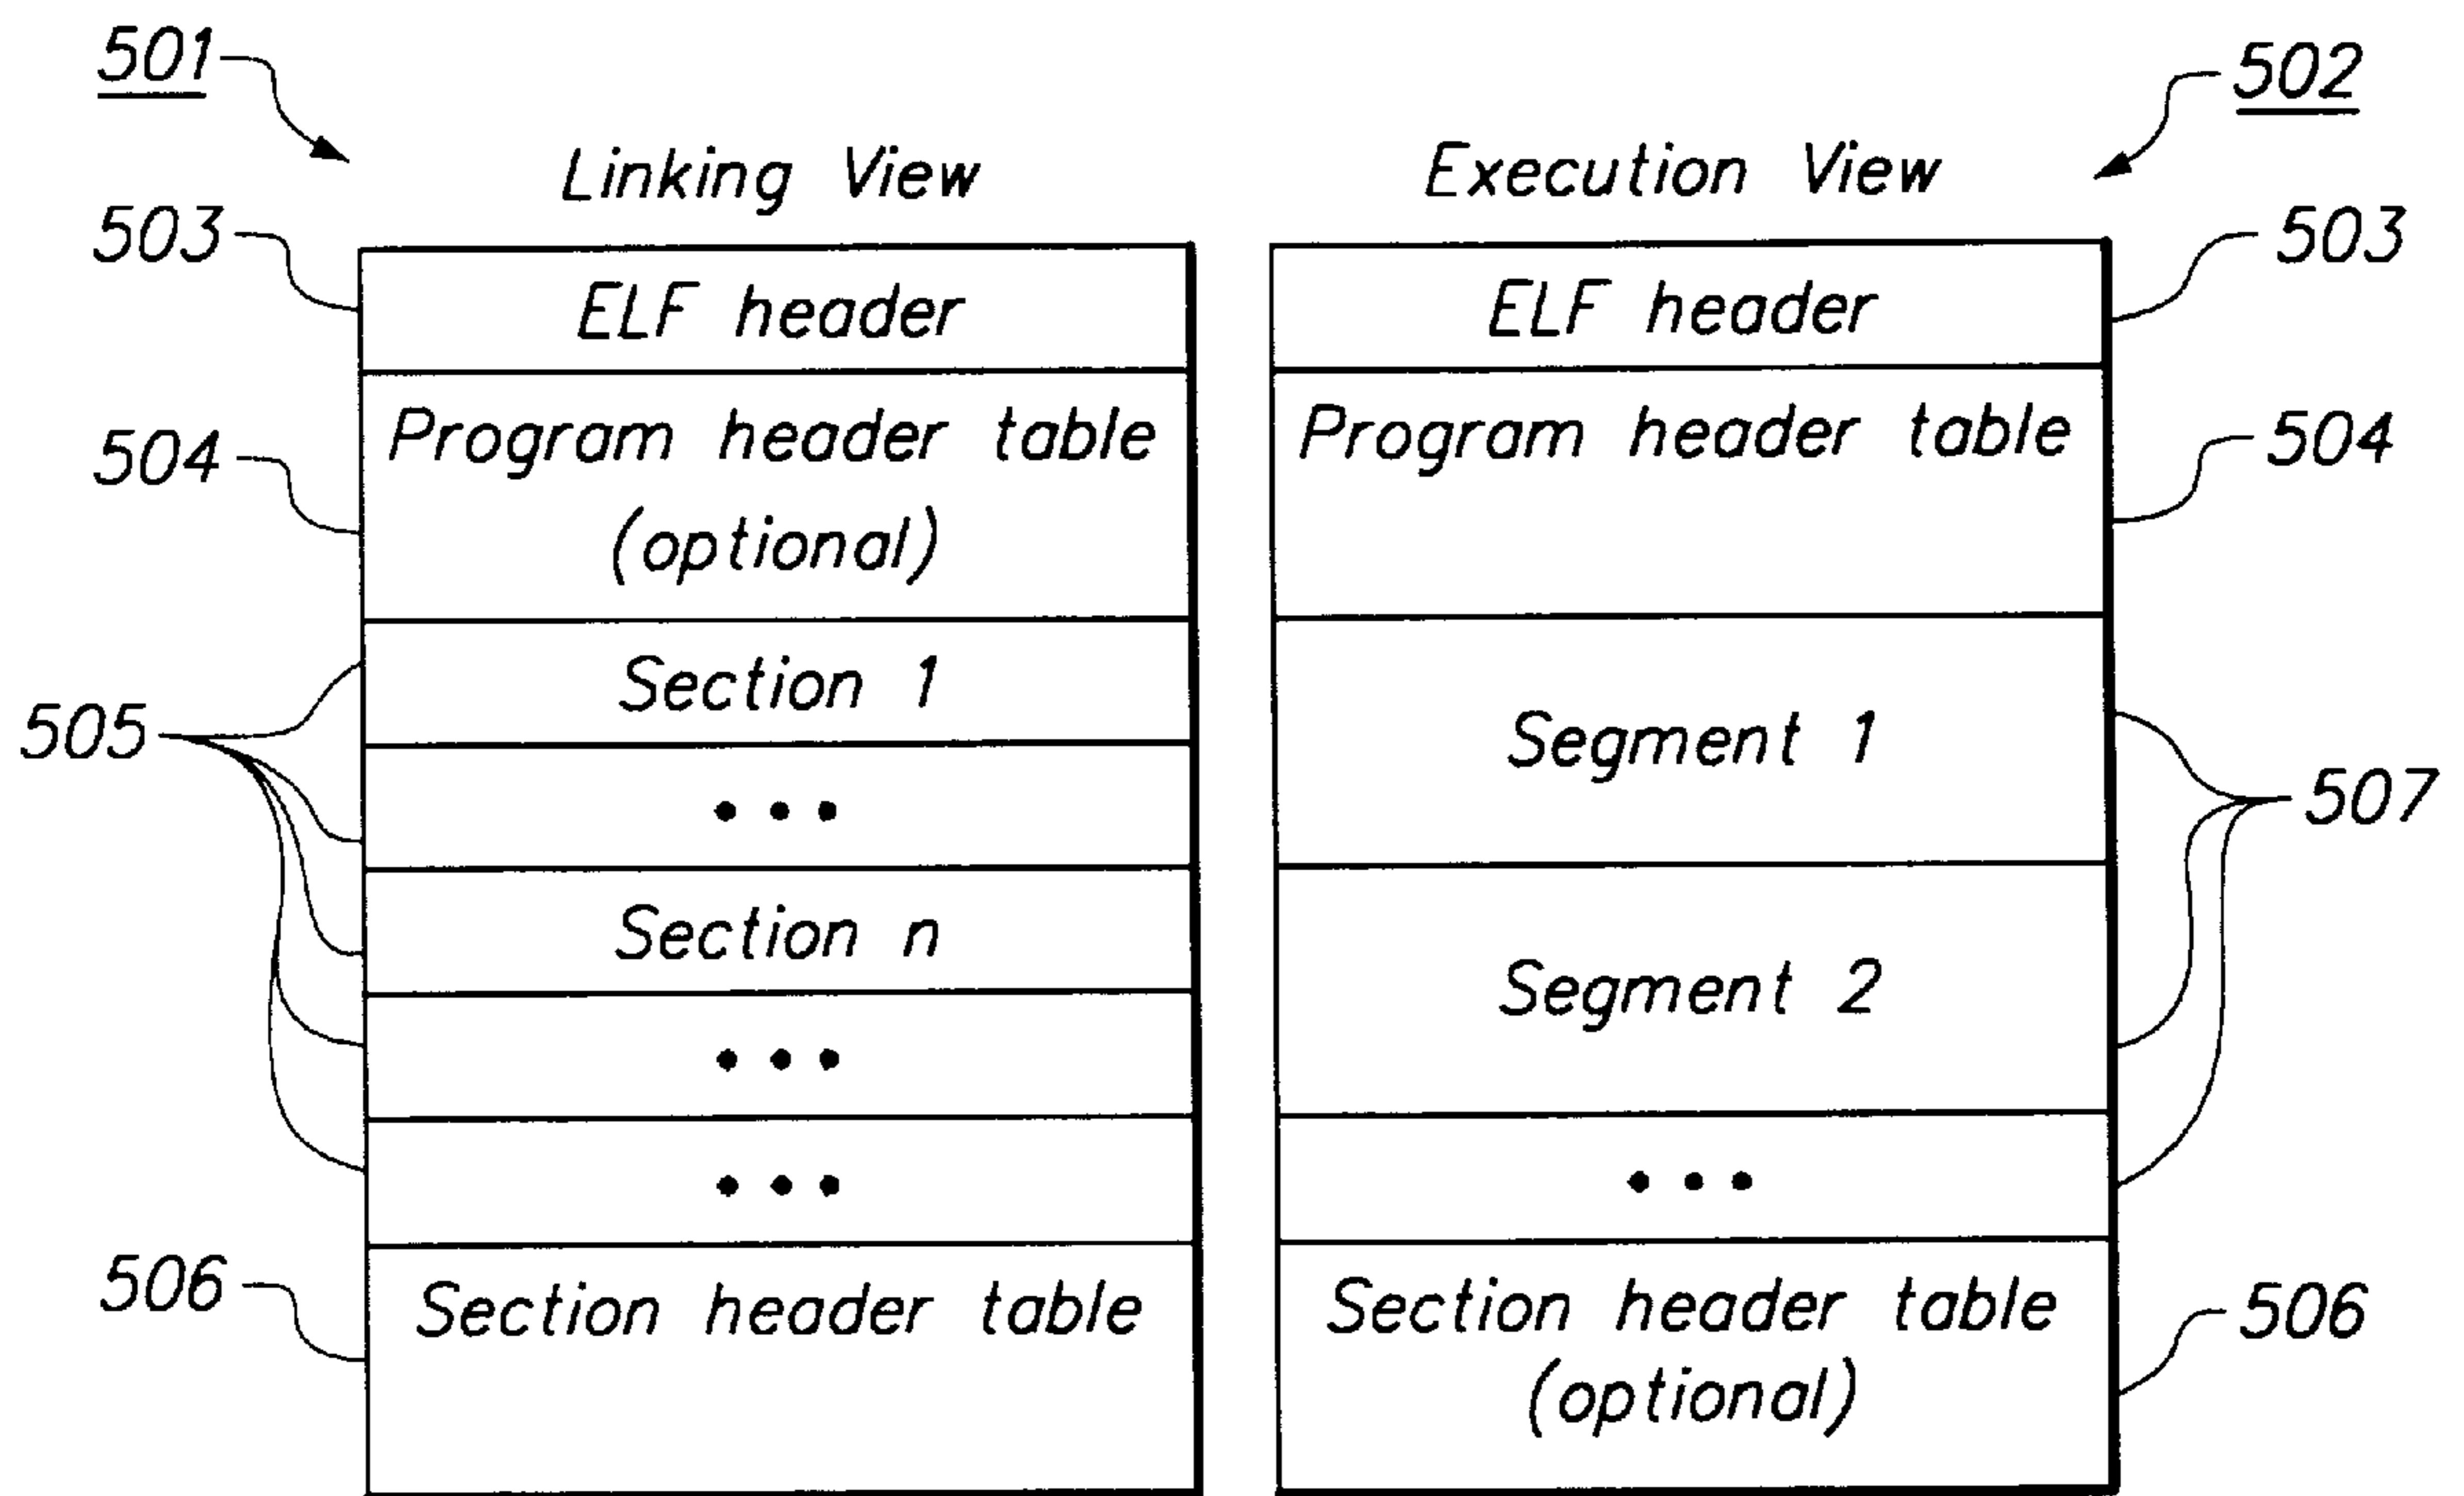 501
502
Linking View
Execution View
503
ELF header
ELF header
503
504
Program header table
(optional)
Program header table
504
505
Section 1
• • •
Section n
• • •
• • •
Segment 1
Segment 2
• • •
507
506
Section header table
Section header table
(optional)
506